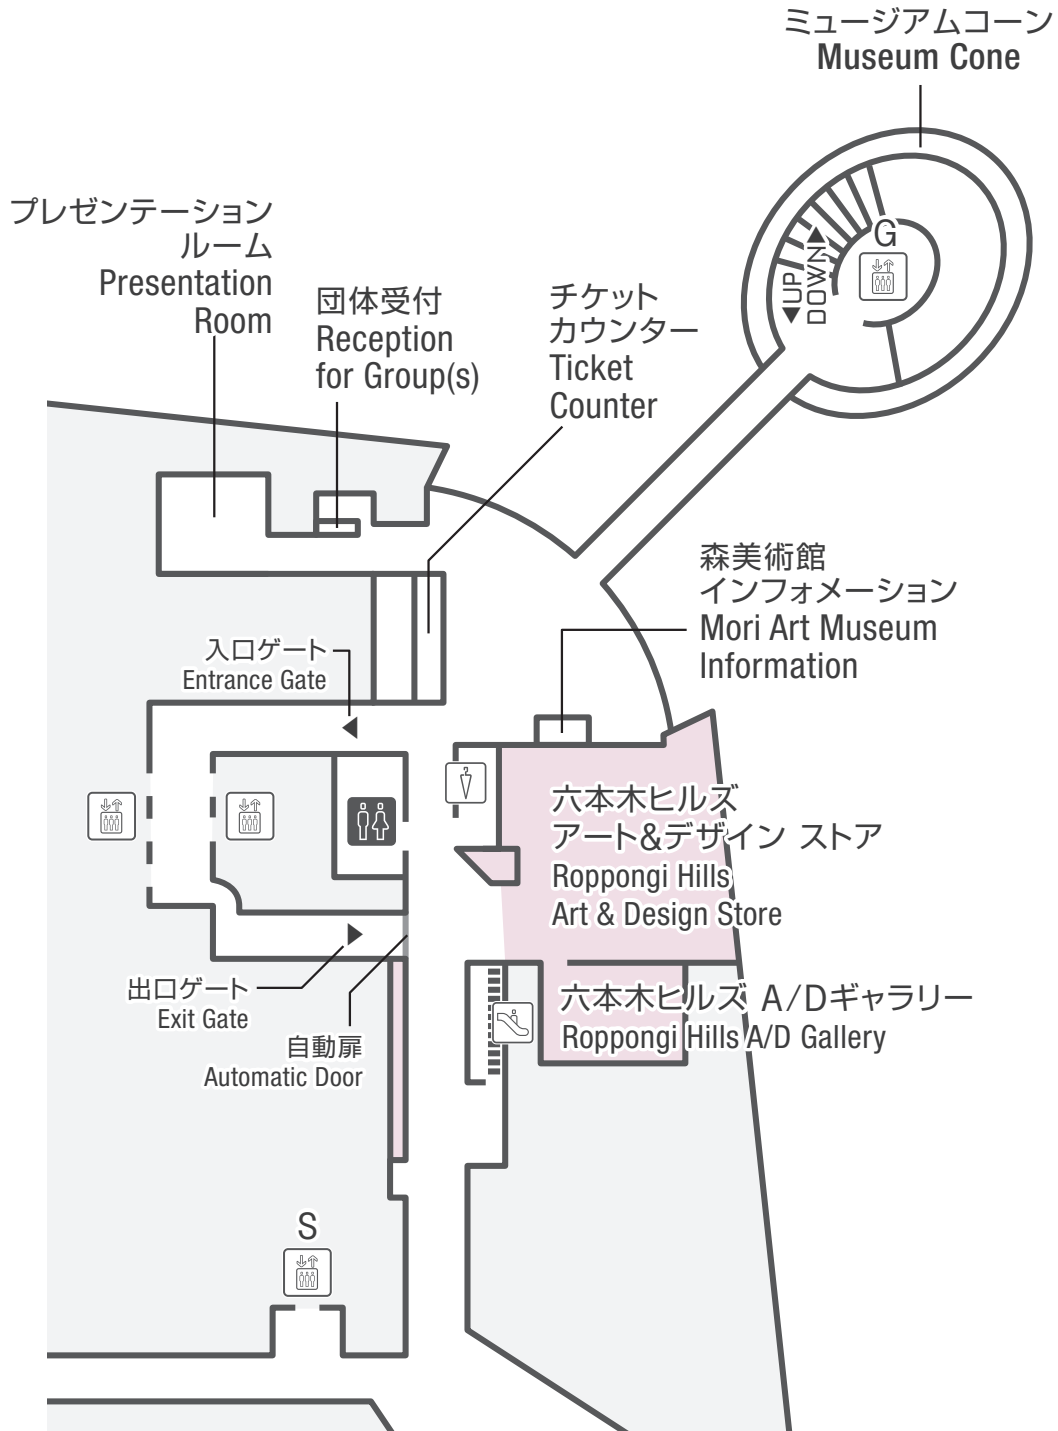 ミュージアムコーン
Museum Cone
G
◀UP
DOWN▶
プレゼンテーション
ルーム
Presentation
Room
団体受付
Reception
for Group(s)
チケット
カウンター
Ticket
Counter
森美術館
インフォメーション
Mori Art Museum
Information
入口ゲート
Entrance Gate
六本木ヒルズ
アート&デザイン ストア
Roppongi Hills
Art & Design Store
出口ゲート
Exit Gate
自動扉
Automatic Door
六本木ヒルズ A/Dギャラリー
Roppongi Hills A/D Gallery
S